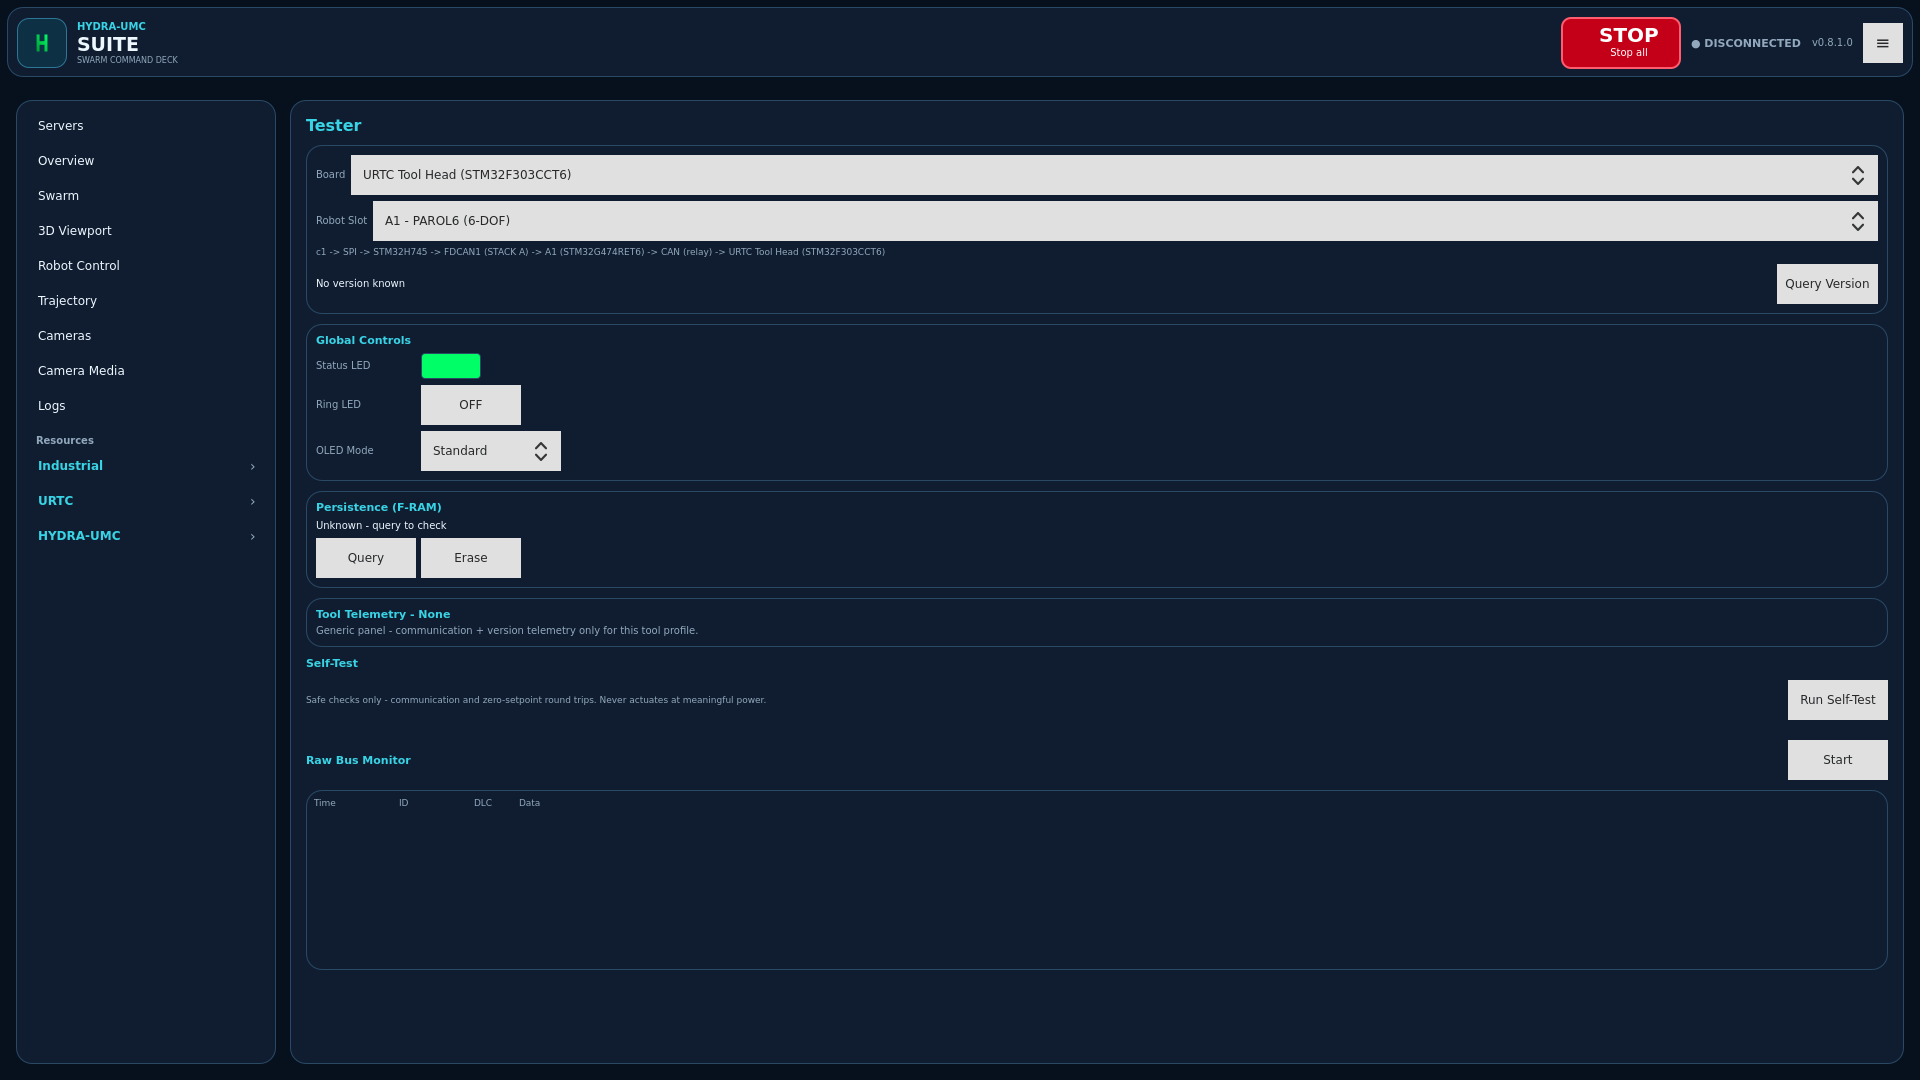 H
HYDRA-UMC
SUITE
SWARM COMMAND DECK
STOP
Stop all
● DISCONNECTED
v0.8.1.0
≡
Servers
Overview
Swarm
3D Viewport
Robot Control
Trajectory
Cameras
Camera Media
Logs
Resources
Industrial ›
URTC ›
HYDRA-UMC ›
Tester
Board URTC Tool Head (STM32F303CCT6)
Robot Slot A1 - PAROL6 (6-DOF)
c1 -> SPI -> STM32H745 -> FDCAN1 (STACK A) -> A1 (STM32G474RET6) -> CAN (relay) -> URTC Tool Head (STM32F303CCT6)
No version known Query Version
Global Controls
Status LED
Ring LED OFF
OLED Mode Standard
Persistence (F-RAM)
Unknown - query to check
Query Erase
Tool Telemetry - None
Generic panel - communication + version telemetry only for this tool profile.
Self-Test
Safe checks only - communication and zero-setpoint round trips. Never actuates at meaningful power. Run Self-Test
Raw Bus Monitor Start
Time ID DLC Data